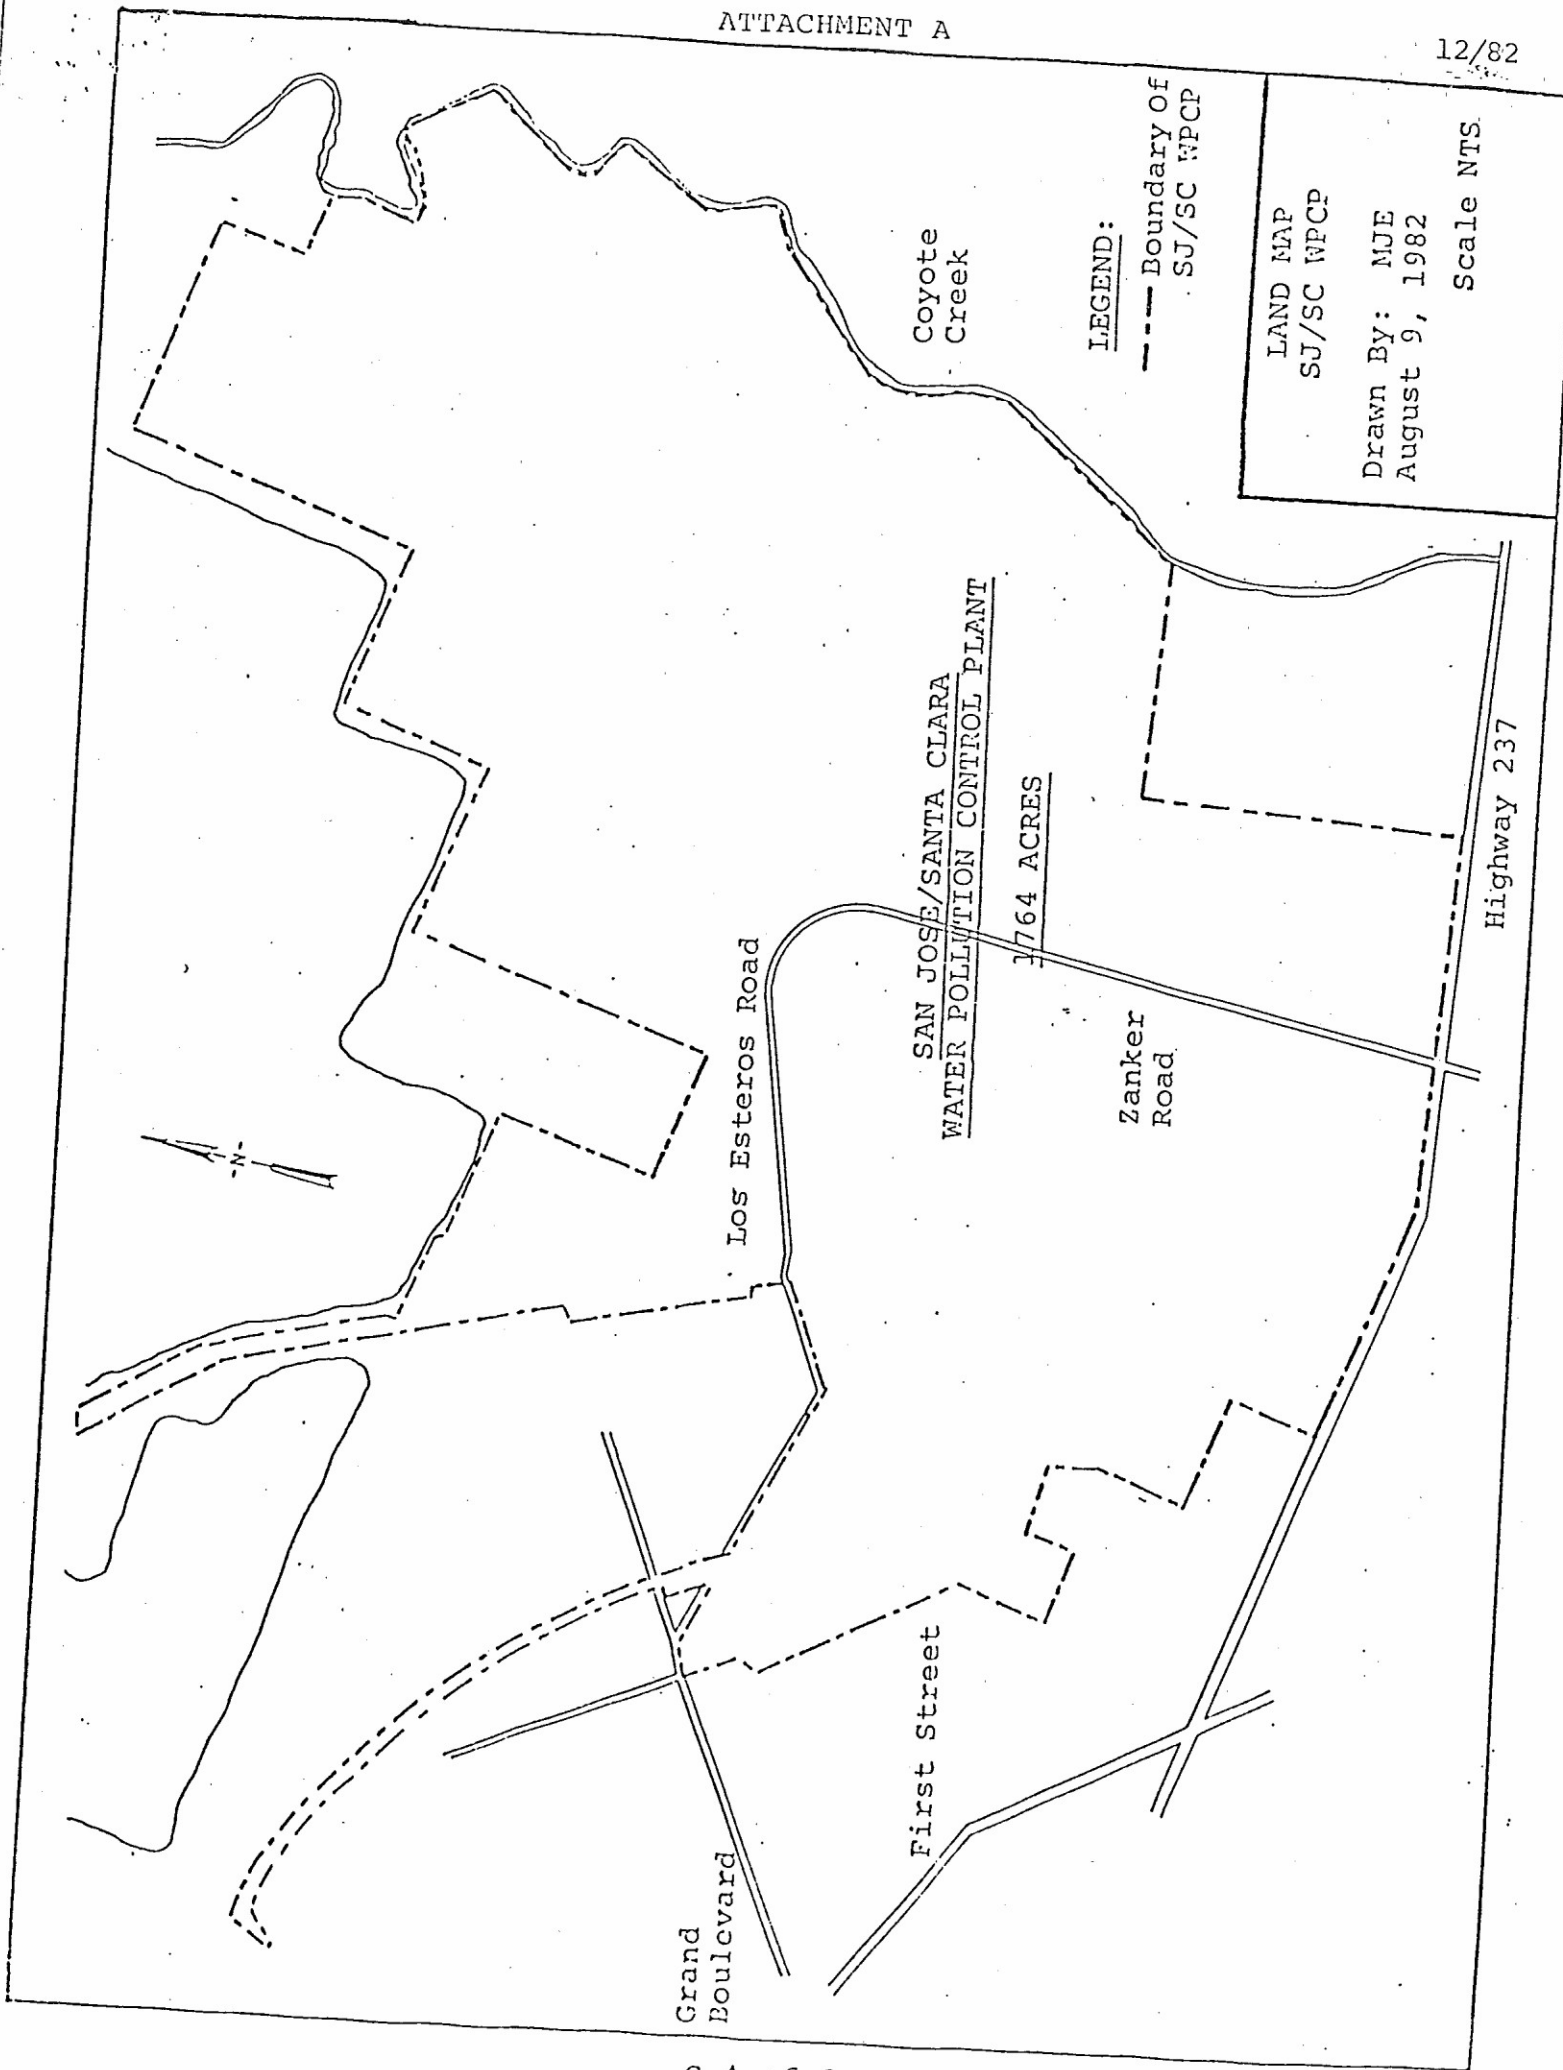 ATTACHMENT A
12/82
Coyote
Creek
LEGEND:
Boundary Of
SJ/SC WPCP
LAND MAP
SJ/SC WPCP
Drawn By: MJE
August 9, 1982
Scale NTS
SAN JOSE/SANTA CLARA
WATER POLLUTION CONTROL PLANT
1764 ACRES
Los Esteros Road
N
Zanker
Road
Highway 237
First Street
Grand
Boulevard